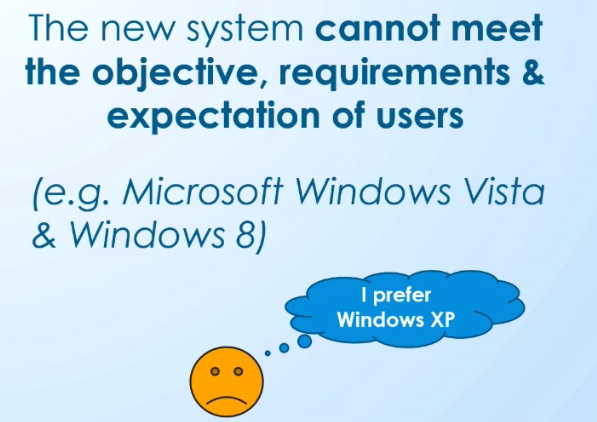 The new system cannot meet
the objective, requirements &
expectation of users
(e.g. Microsoft Windows Vista
& Windows 8)
I prefer
Windows XP